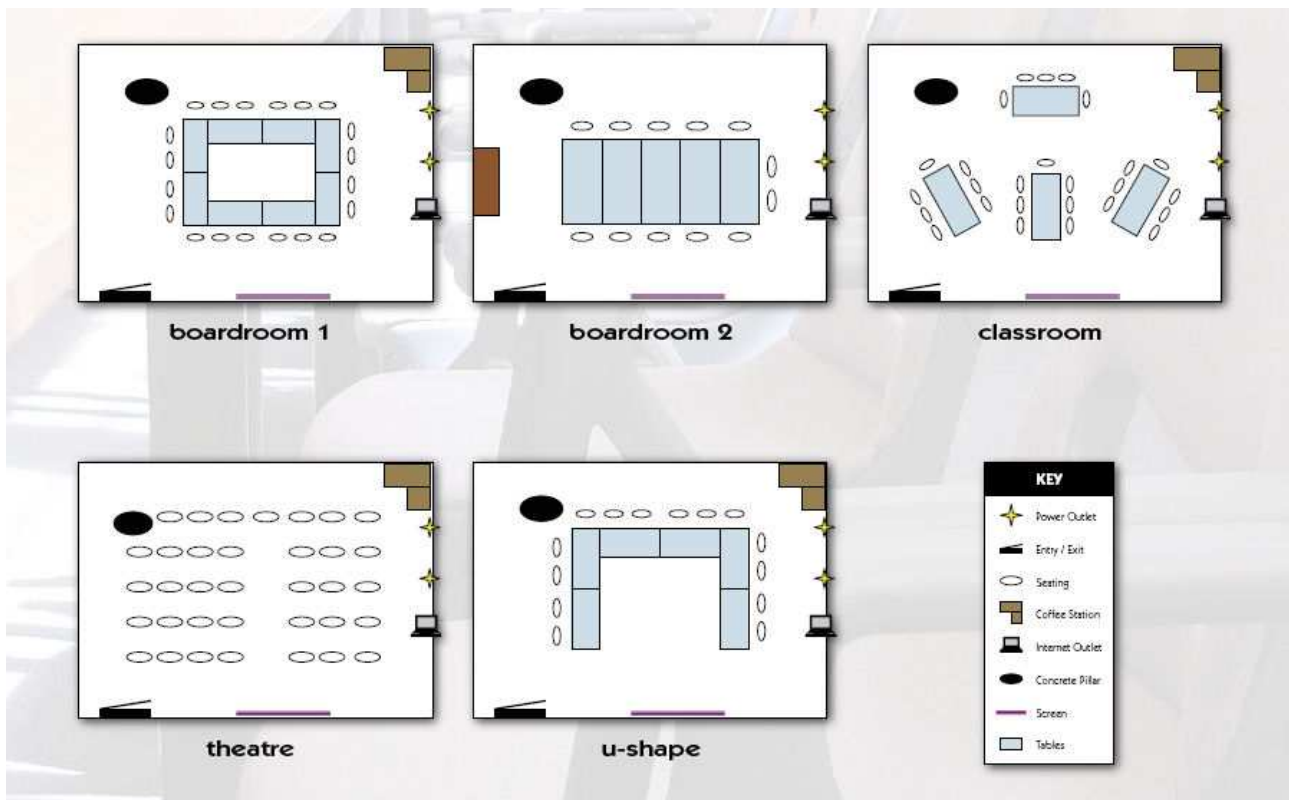 boardroom 1
boardroom 2
classroom
theatre
u-shape
KEY
Power Outlet
Entry / Exit
Seating
Coffee Station
Internet Outlet
Concrete Pillar
Screen
Tables